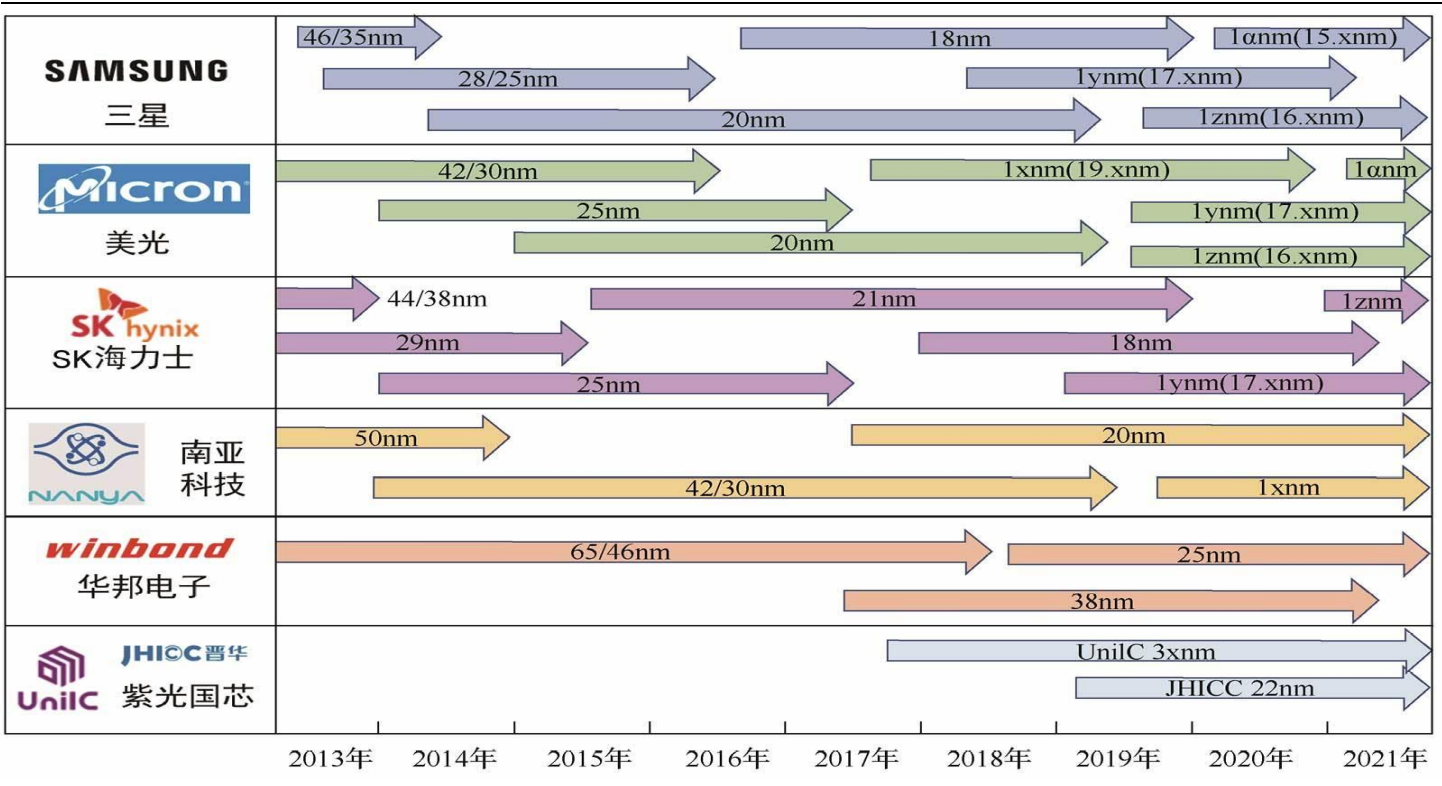 SAMSUNG
三星
46/35nm
18nm
1αnm(15.xnm)
28/25nm
1ynm(17.xnm)
20nm
1znm(16.xnm)
Micron
美光
42/30nm
1xnm(19.xnm)
1αnm
25nm
1ynm(17.xnm)
20nm
1znm(16.xnm)
SK hynix
SK海力士
44/38nm
21nm
1znm
29nm
18nm
25nm
1ynm(17.xnm)
NANYA
南亚
科技
50nm
20nm
42/30nm
1xnm
winbond
华邦电子
65/46nm
25nm
38nm
UniIC
JHICC晋华
紫光国芯
UnilC 3xnm
JHICC 22nm
2013年 2014年 2015年 2016年 2017年 2018年 2019年 2020年 2021年